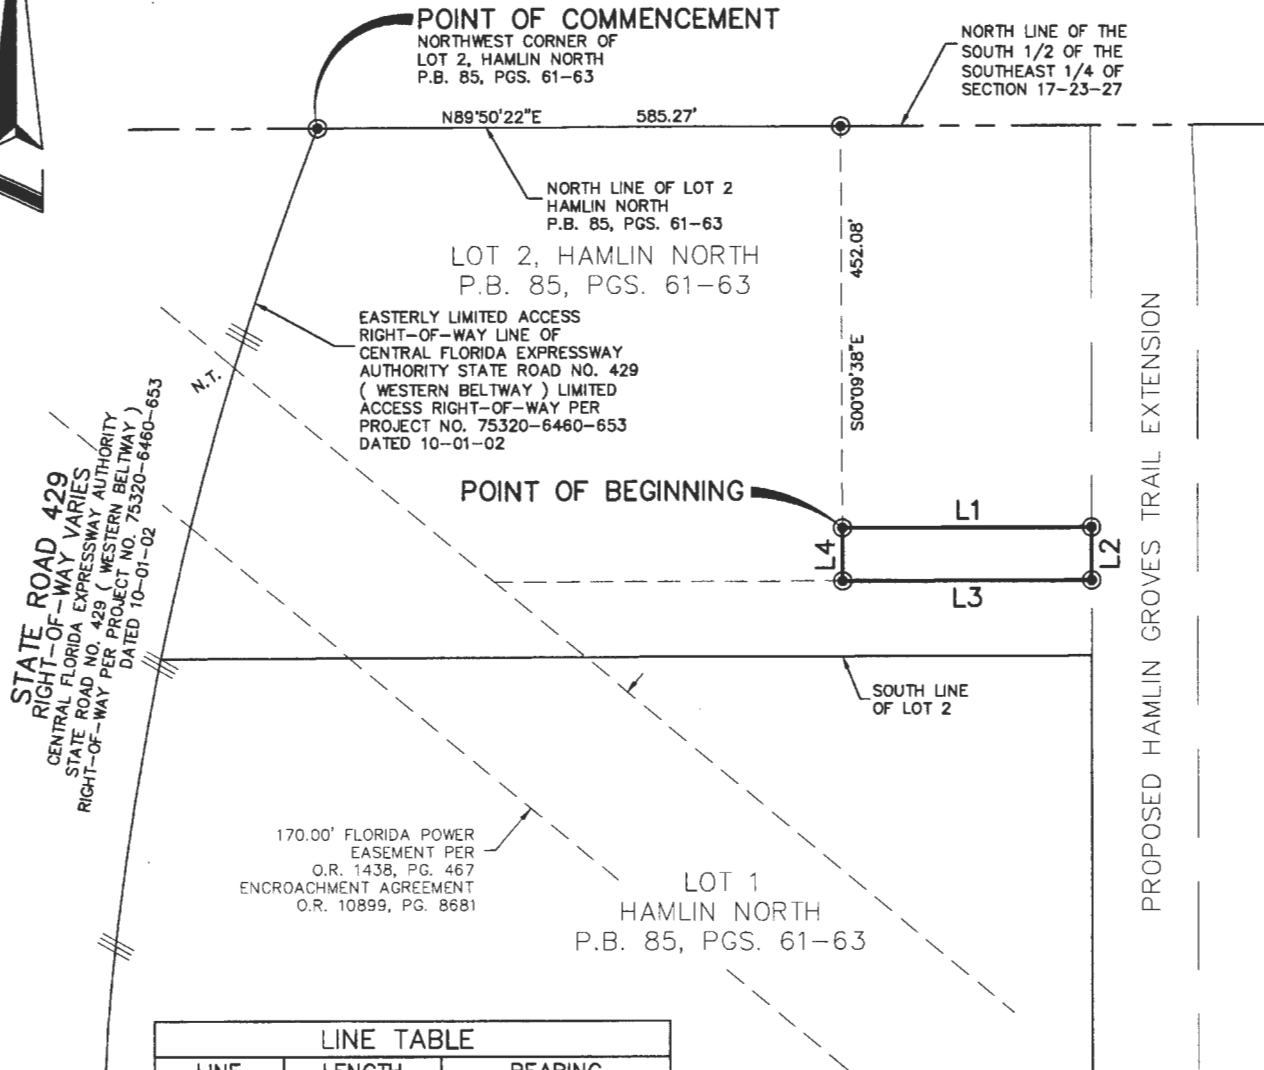 POINT OF COMMENCEMENT
NORTHWEST CORNER OF
LOT 2, HAMLIN NORTH
P.B. 85, PGS. 61-63
NORTH LINE OF THE
SOUTH 1/2 OF THE
SOUTHEAST 1/4 OF
SECTION 17-23-27
N89°50'22"E 585.27'
NORTH LINE OF LOT 2
HAMLIN NORTH
P.B. 85, PGS. 61-63
LOT 2, HAMLIN NORTH
P.B. 85, PGS. 61-63
452.08'
S00°09'38"E
EASTERLY LIMITED ACCESS
RIGHT-OF-WAY LINE OF
CENTRAL FLORIDA EXPRESSWAY
AUTHORITY STATE ROAD NO. 429
( WESTERN BELTWAY ) LIMITED
ACCESS RIGHT-OF-WAY PER
PROJECT NO. 75320-6460-653
DATED 10-01-02
N.T.
STATE ROAD 429
RIGHT-OF-WAY VARIES
CENTRAL FLORIDA EXPRESSWAY AUTHORITY
STATE ROAD NO. 429 ( WESTERN BELTWAY )
RIGHT-OF-WAY PER PROJECT NO. 75320-6460-653
DATED 10-01-02
POINT OF BEGINNING
L1
L4
L2
L3
PROPOSED HAMLIN GROVES TRAIL EXTENSION
SOUTH LINE
OF LOT 2
170.00' FLORIDA POWER
EASEMENT PER
O.R. 1438, PG. 467
ENCROACHMENT AGREEMENT
O.R. 10899, PG. 8681
LOT 1
HAMLIN NORTH
P.B. 85, PGS. 61-63
LINE TABLE
LINE LENGTH BEARING